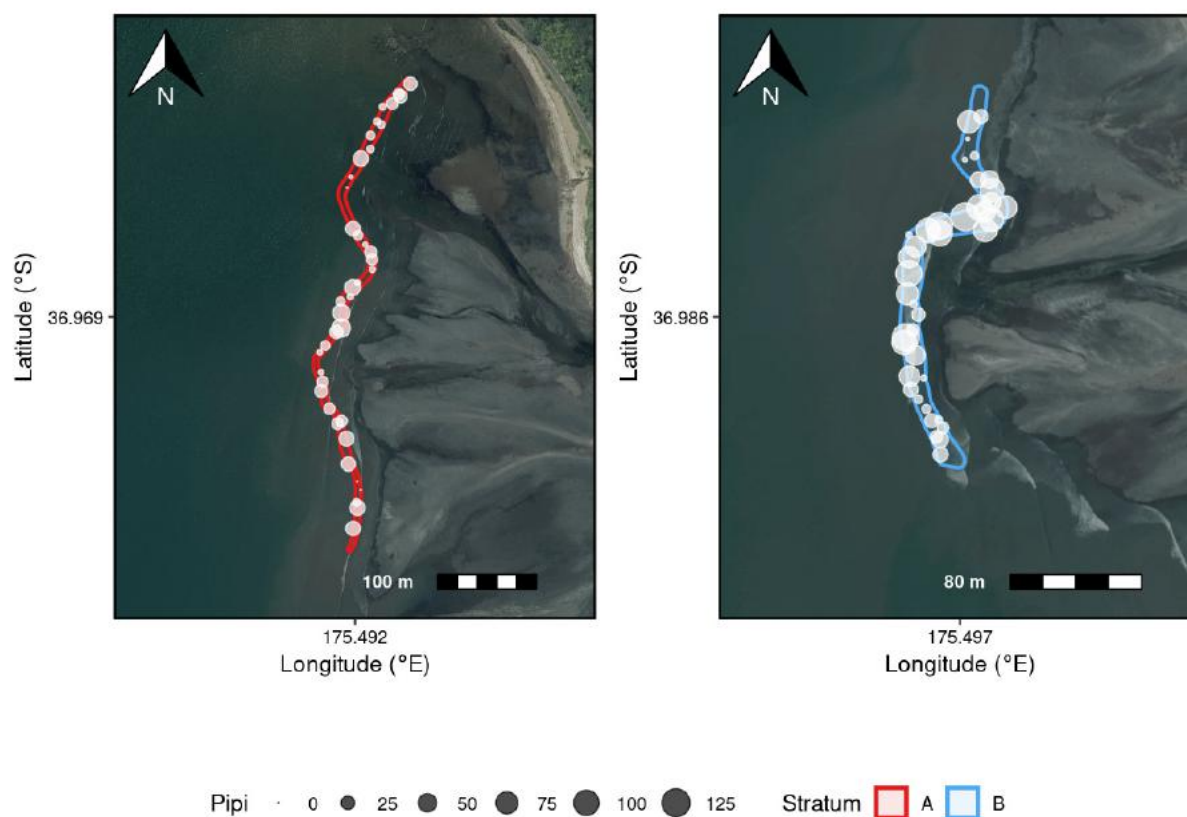 N
N
Latitude (°S)
36.969
Latitude (°S)
36.986
100 m
80 m
175.492
175.497
Longitude (°E)
Longitude (°E)
Pipi 0 25 50 75 100 125 Stratum A B